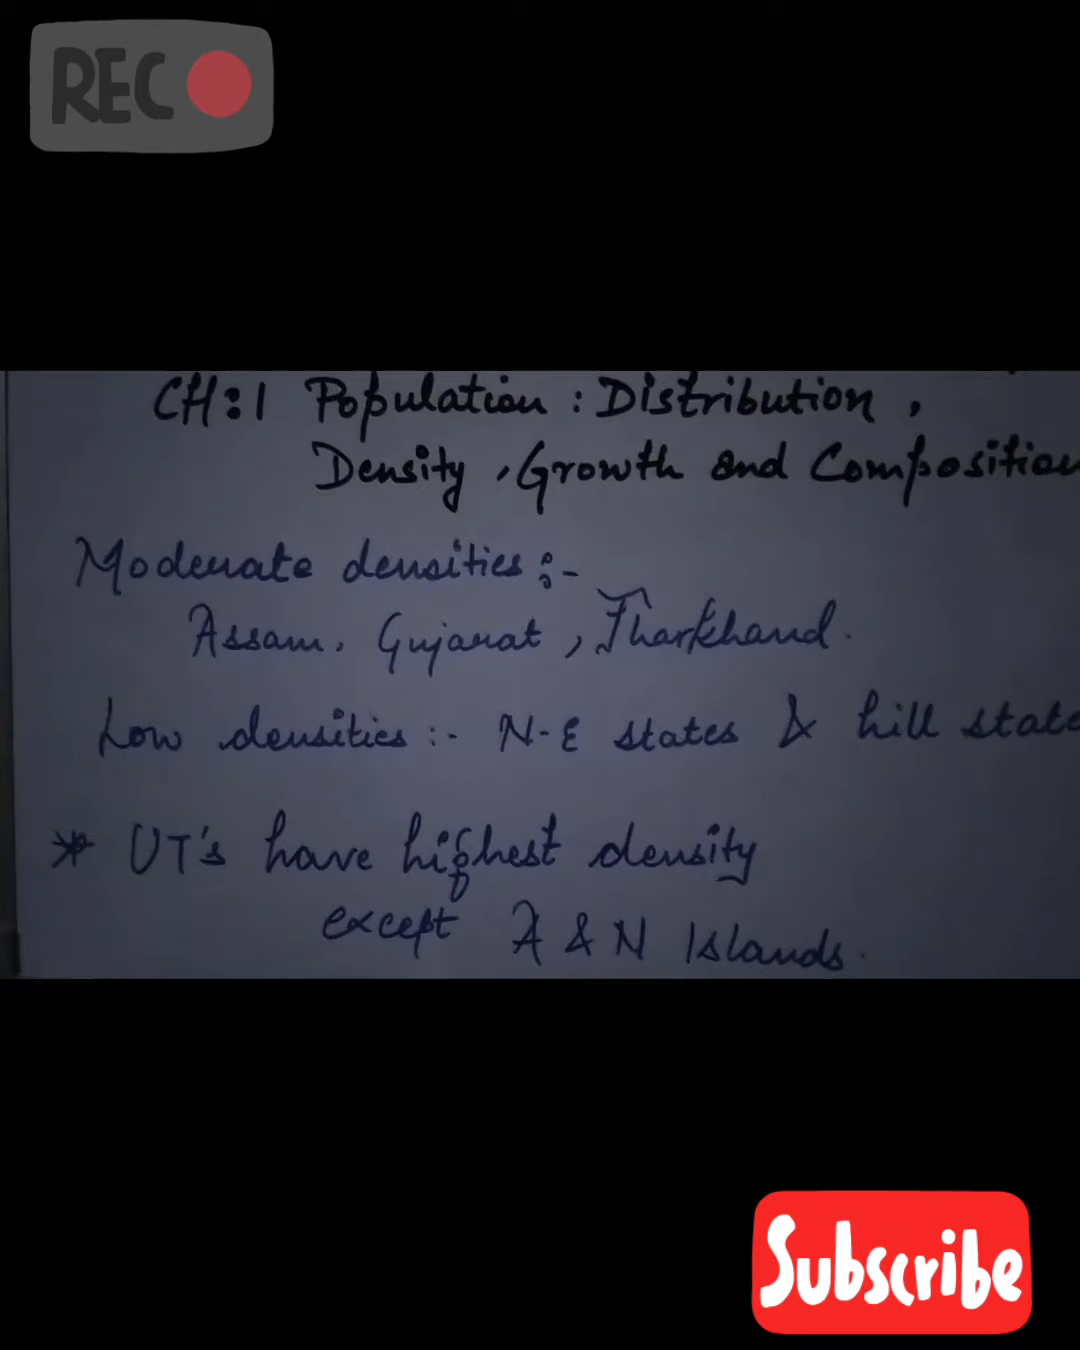 REC
CH:1 Population : Distribution,
Density, Growth and Composition
Moderate densities :-
Assam, Gujarat, Jharkhand.
Low densities :- N-E states & hill state
* UT's have highest density
except A & N Islands.
Subscribe